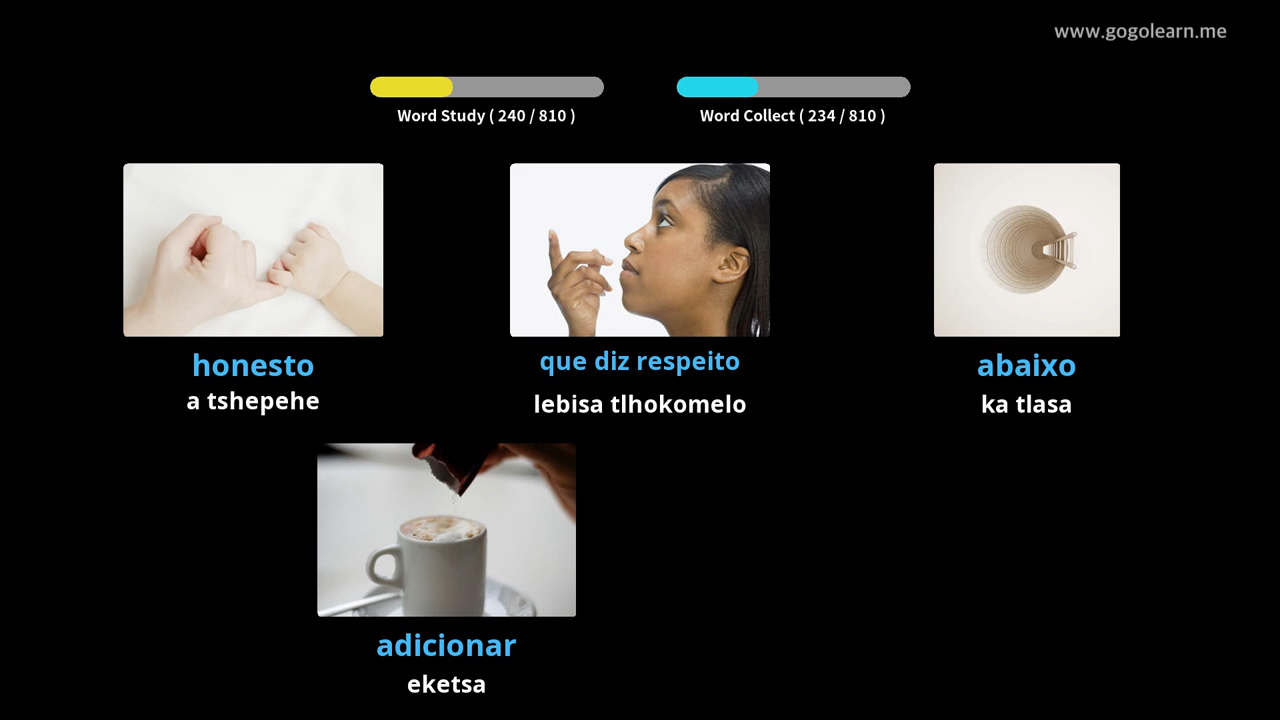 www.gogolearn.me
Word Study ( 240 / 810 )
Word Collect ( 234 / 810 )
honesto
a tshepehe
que diz respeito
lebisa tlhokomelo
abaixo
ka tlasa
adicionar
eketsa